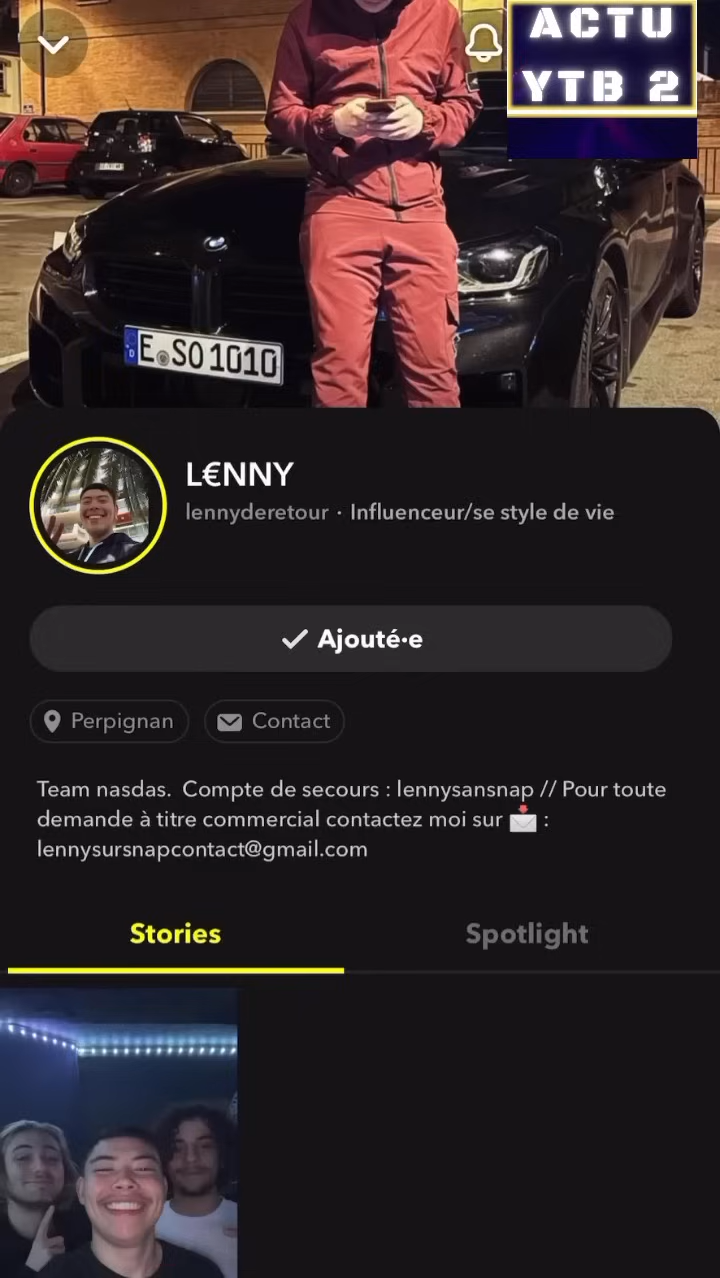 ACTU
YTB 2
E SO 1010
D
L€NNY
lennyderetour · Influenceur/se style de vie
Ajouté·e
Perpignan
Contact
Team nasdas. Compte de secours : lennysansnap // Pour toute
demande à titre commercial contactez moi sur 📩 :
lennysursnapcontact@gmail.com
Stories
Spotlight